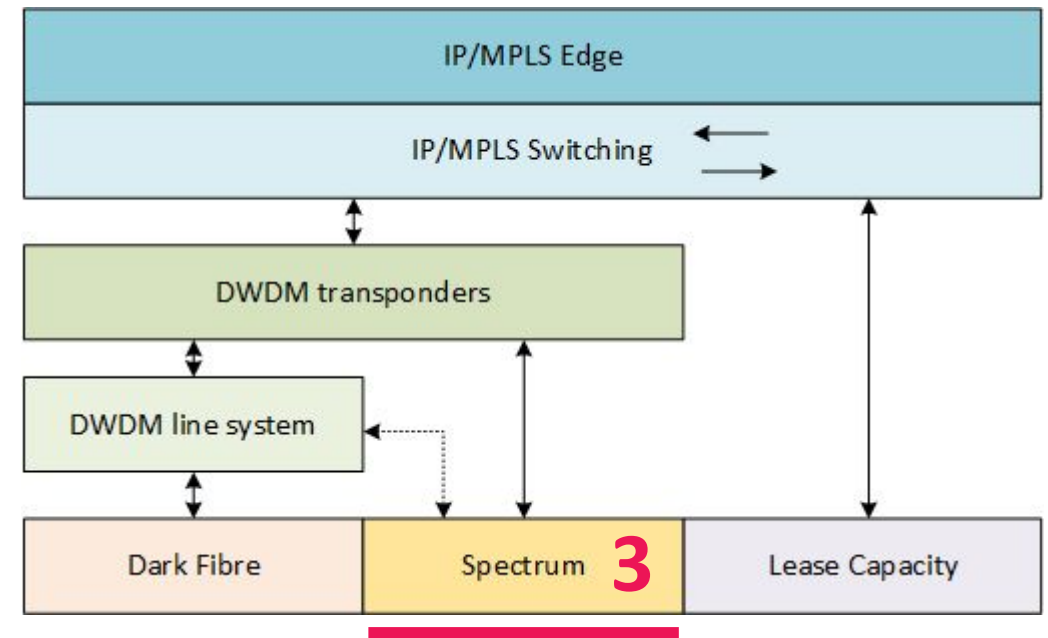 IP/MPLS Edge
IP/MPLS Switching
DWDM transponders
DWDM line system
Dark Fibre
Spectrum 3
Lease Capacity